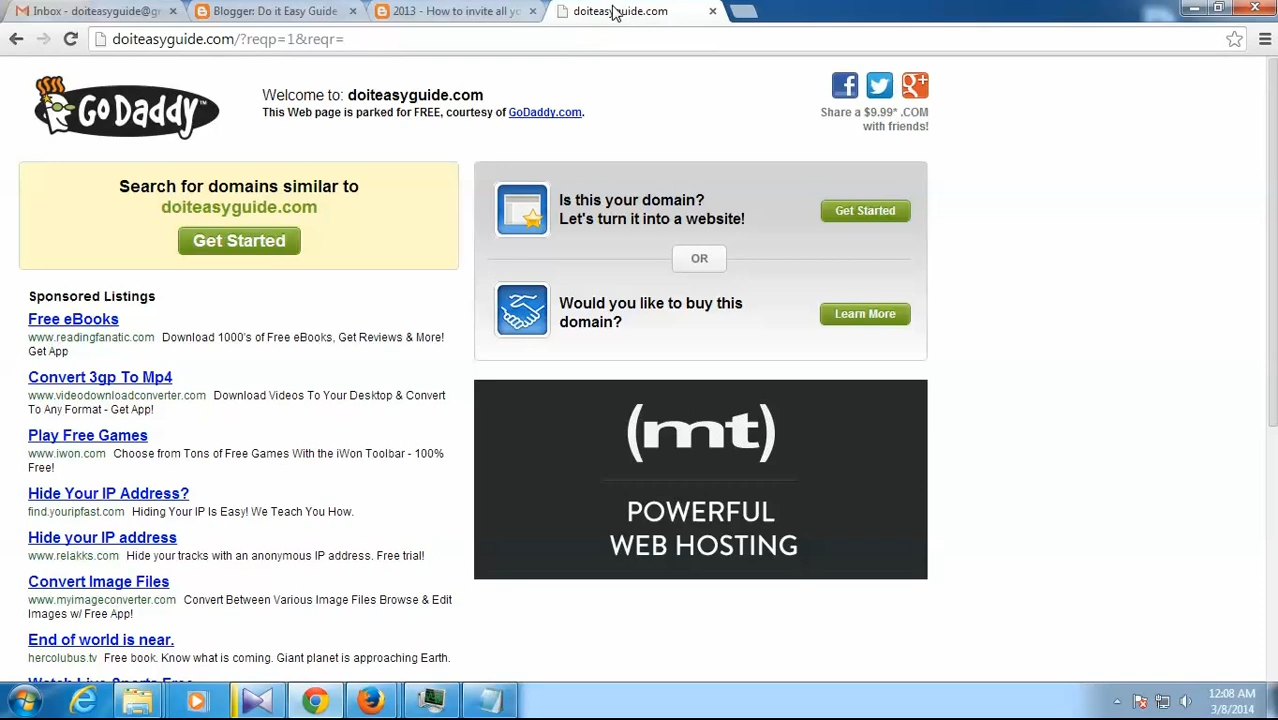 Inbox - doiteasyguide@g
Blogger: Do it Easy Guide
2013 - How to invite all yo
doiteasyguide.com
doiteasyguide.com/?reqp=1&reqr=
Go Daddy™
Welcome to: doiteasyguide.com
This Web page is parked for FREE, courtesy of GoDaddy.com.
Share a $9.99* .COM
with friends!
Search for domains similar to
doiteasyguide.com
Get Started
Is this your domain?
Let's turn it into a website!
Get Started
OR
Would you like to buy this
domain?
Learn More
Sponsored Listings
Free eBooks
www.readingfanatic.com Download 1000's of Free eBooks, Get Reviews & More!
Get App
Convert 3gp To Mp4
www.videodownloadconverter.com Download Videos To Your Desktop & Convert
To Any Format - Get App!
Play Free Games
www.iwon.com Choose from Tons of Free Games With the iWon Toolbar - 100%
Free!
Hide Your IP Address?
find.youripfast.com Hiding Your IP Is Easy! We Teach You How.
Hide your IP address
www.relakks.com Hide your tracks with an anonymous IP address. Free trial!
Convert Image Files
www.myimageconverter.com Convert Between Various Image Files Browse & Edit
Images w/ Free App!
End of world is near.
hercolubus.tv Free book. Know what is coming. Giant planet is approaching Earth.
Watch Live Sports Free
(mt)
POWERFUL
WEB HOSTING
12:08 AM
3/8/2014